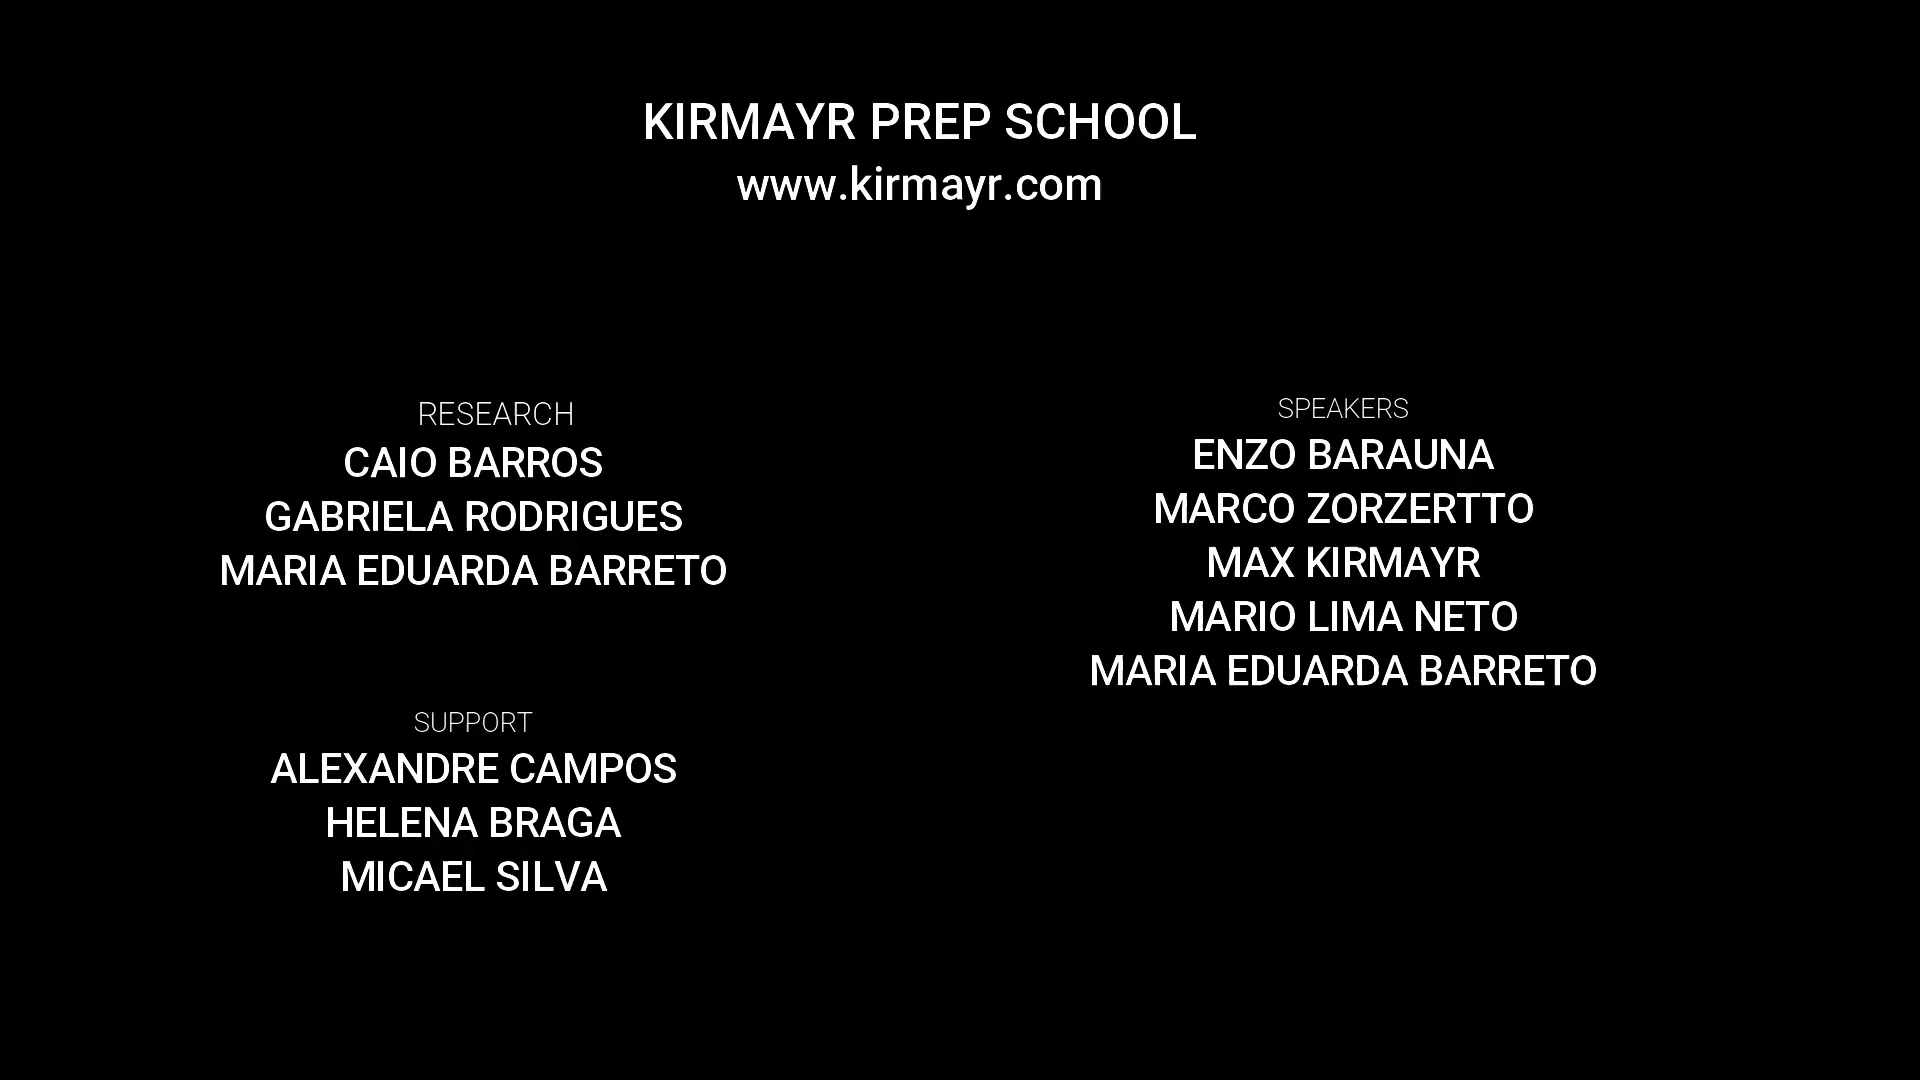 KIRMAYR PREP SCHOOL
www.kirmayr.com
RESEARCH
CAIO BARROS
GABRIELA RODRIGUES
MARIA EDUARDA BARRETO
SUPPORT
ALEXANDRE CAMPOS
HELENA BRAGA
MICAEL SILVA
SPEAKERS
ENZO BARAUNA
MARCO ZORZERTTO
MAX KIRMAYR
MARIO LIMA NETO
MARIA EDUARDA BARRETO